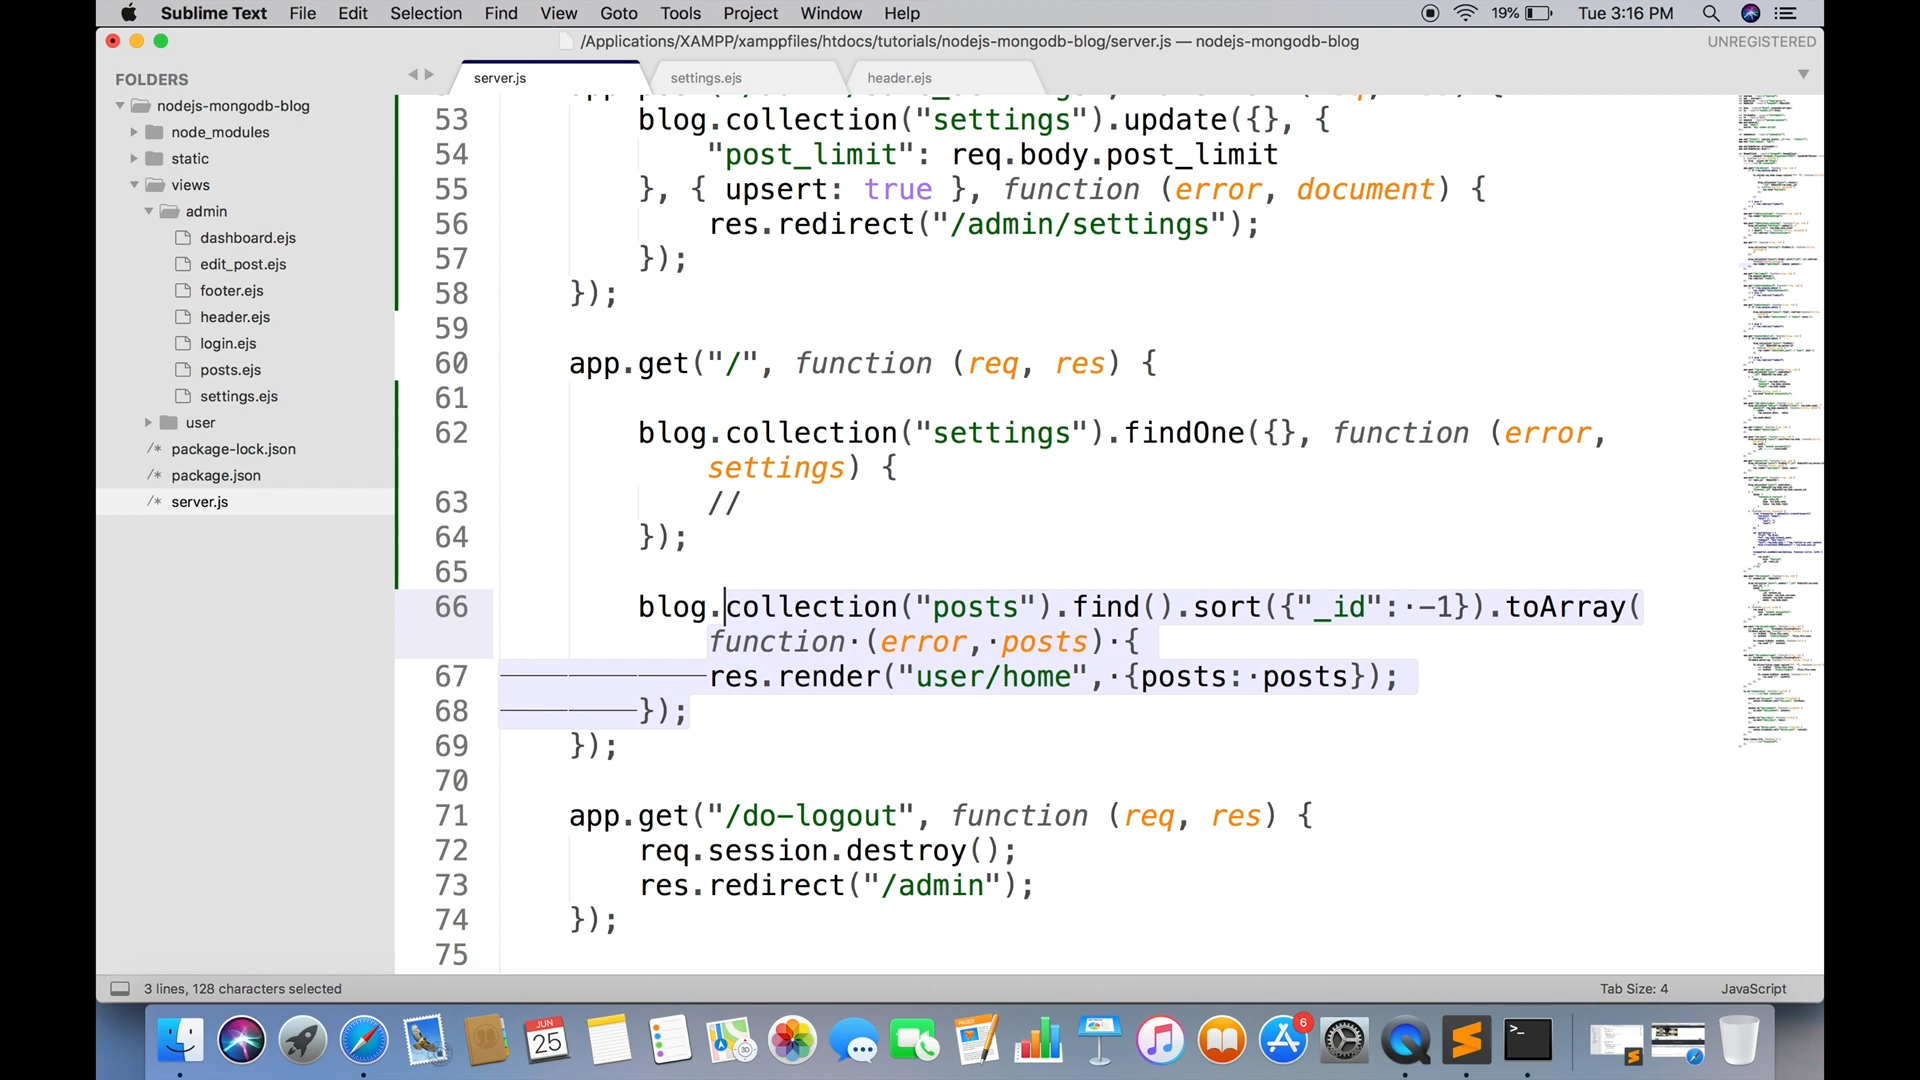 Sublime Text File Edit Selection Find View Goto Tools Project Window Help 19% Tue 3:16 PM
/Applications/XAMPP/xamppfiles/htdocs/tutorials/nodejs-mongodb-blog/server.js — nodejs-mongodb-blog UNREGISTERED
FOLDERS
nodejs-mongodb-blog
node_modules
static
views
admin
dashboard.ejs
edit_post.ejs
footer.ejs
header.ejs
login.ejs
posts.ejs
settings.ejs
user
/* package-lock.json
/* package.json
/* server.js
server.js settings.ejs header.ejs
53 blog.collection("settings").update({}, {
54 "post_limit": req.body.post_limit
55 }, { upsert: true }, function (error, document) {
56 res.redirect("/admin/settings");
57 });
58 });
59
60 app.get("/", function (req, res) {
61
62 blog.collection("settings").findOne({}, function (error,
settings) {
63 //
64 });
65
66 blog.collection("posts").find().sort({"_id":·-1}).toArray(
function·(error,·posts)·{
67 res.render("user/home",·{posts:·posts});
68 });
69 });
70
71 app.get("/do-logout", function (req, res) {
72 req.session.destroy();
73 res.redirect("/admin");
74 });
75
3 lines, 128 characters selected Tab Size: 4 JavaScript
JUN
25
6